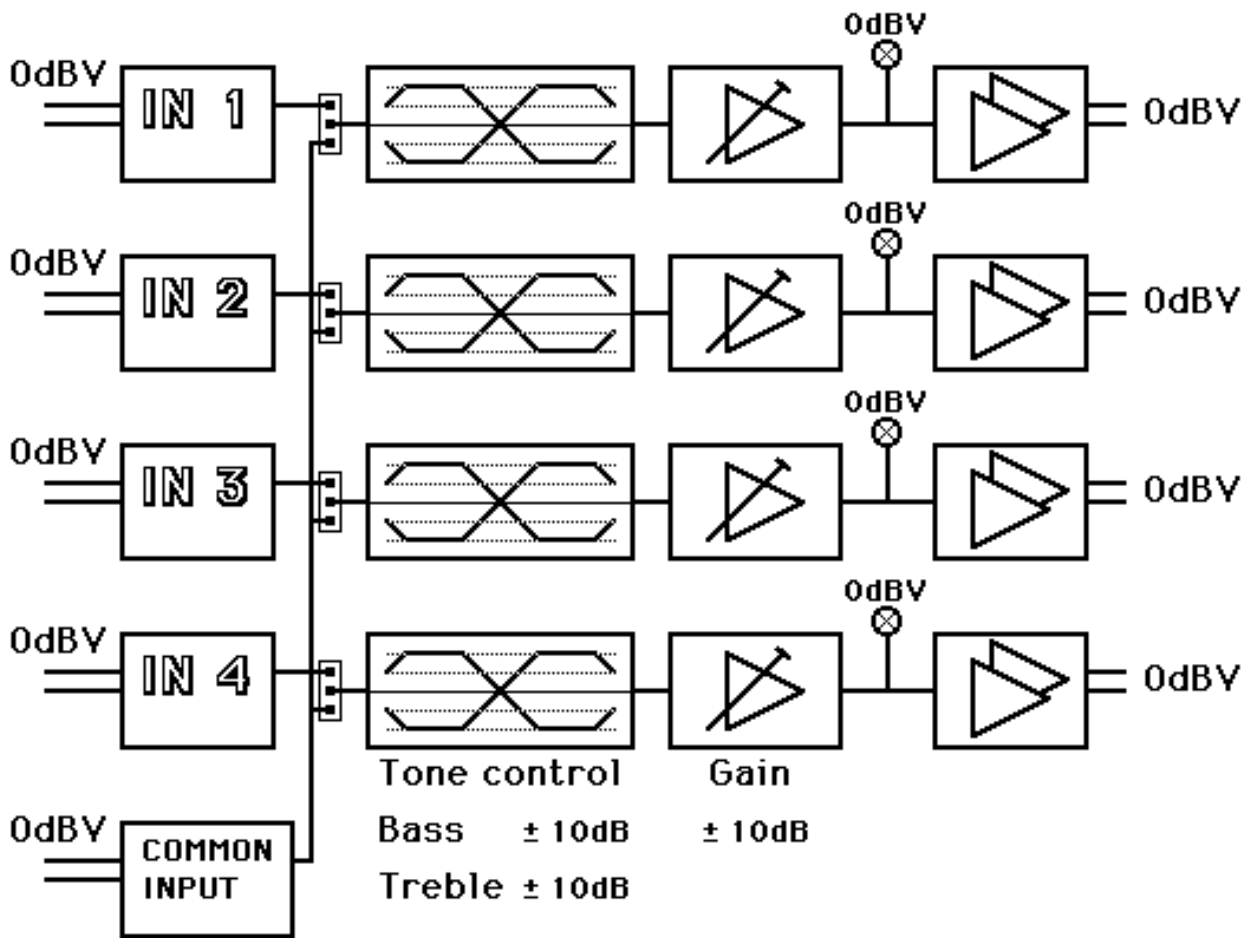 0dBV
0dBV IN 1 0dBV
0dBV
0dBV IN 2 0dBV
0dBV
0dBV IN 3 0dBV
0dBV
0dBV IN 4 0dBV
Tone control Gain
Bass ± 10dB ± 10dB
Treble ± 10dB
0dBV
COMMON
INPUT